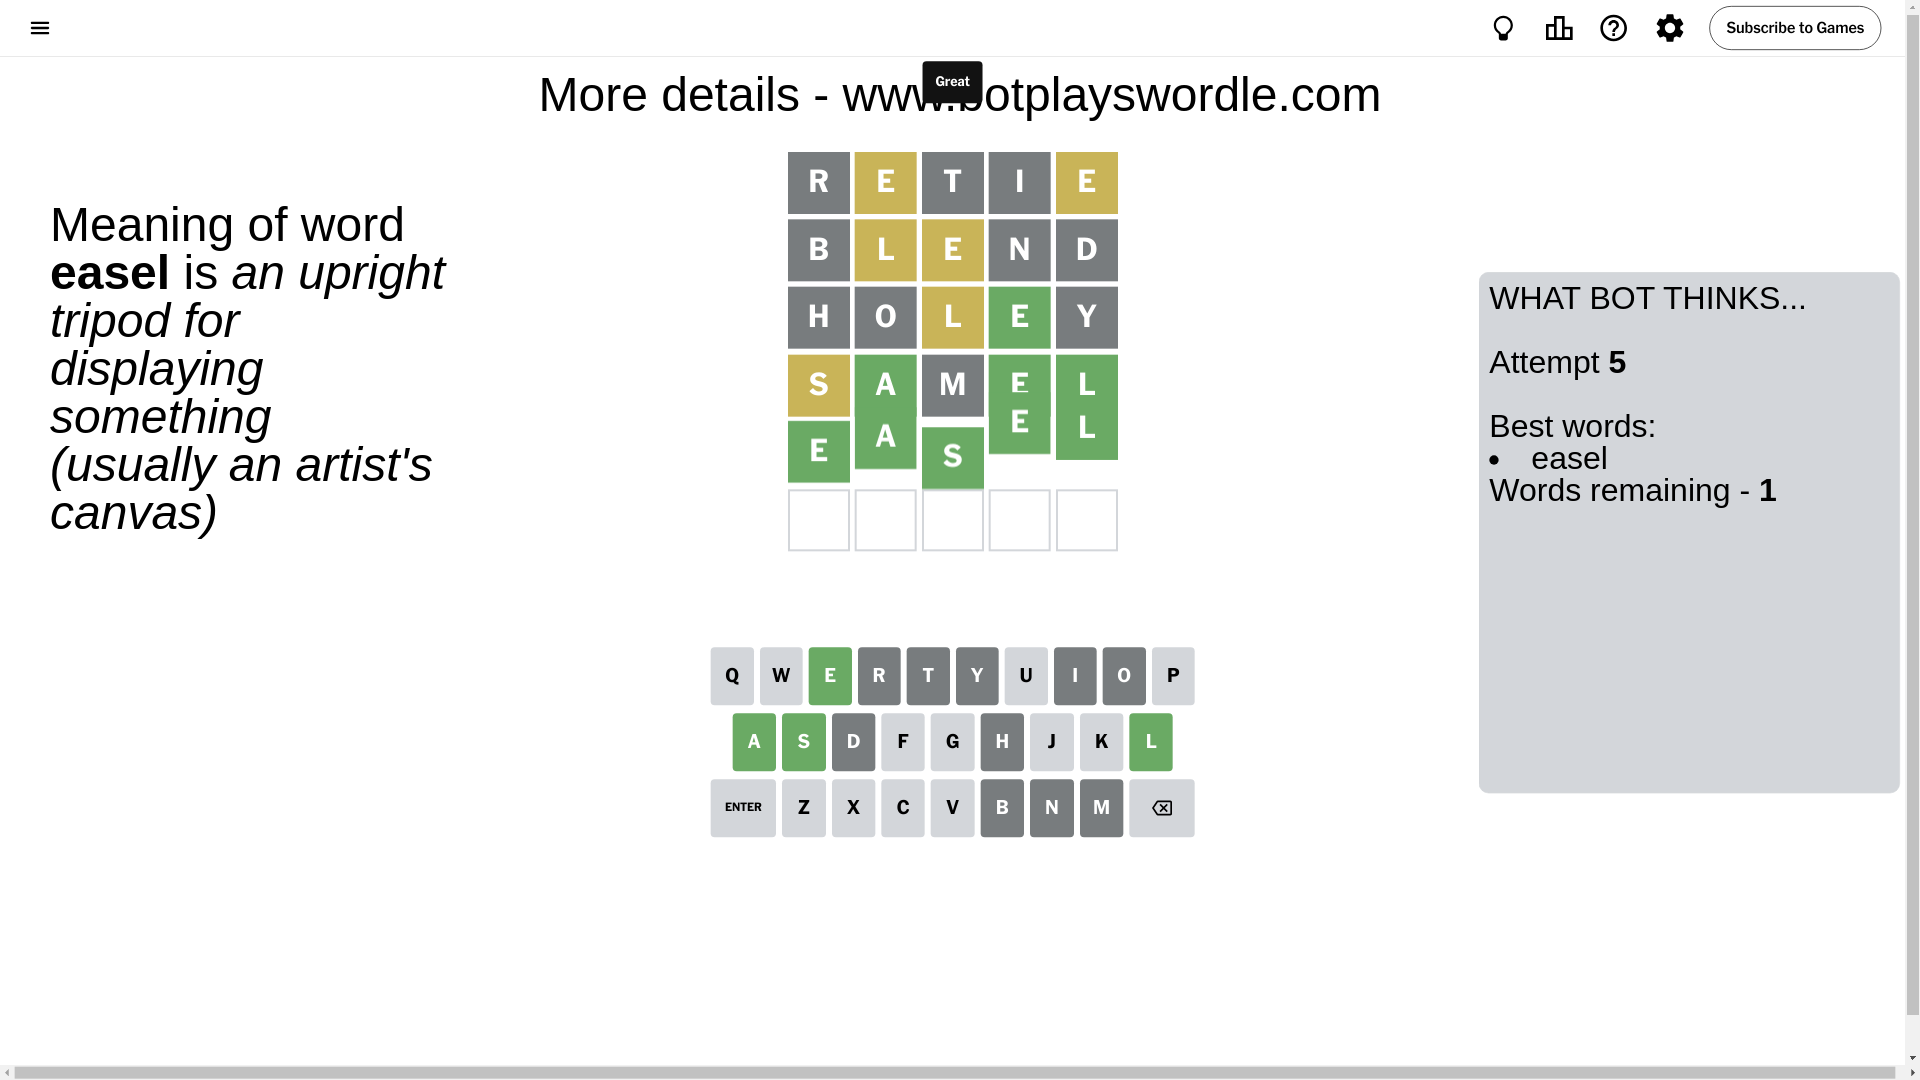 Subscribe to Games
Great
More details - www.botplayswordle.com
Meaning of word
easel is an upright
tripod for
displaying
something
(usually an artist's
canvas)
R E T I E
B L E N D
H O L E Y
S A M E L
E A S E L
WHAT BOT THINKS...
Attempt 5
Best words:
• easel
Words remaining - 1
Q W E R T Y U I O P
A S D F G H J K L
ENTER Z X C V B N M